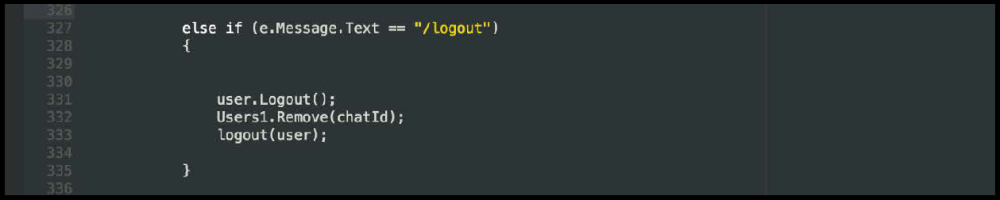 326
327 else if (e.Message.Text == "/logout")
328 {
329
330
331 user.Logout();
332 Users1.Remove(chatId);
333 logout(user);
334
335 }
336